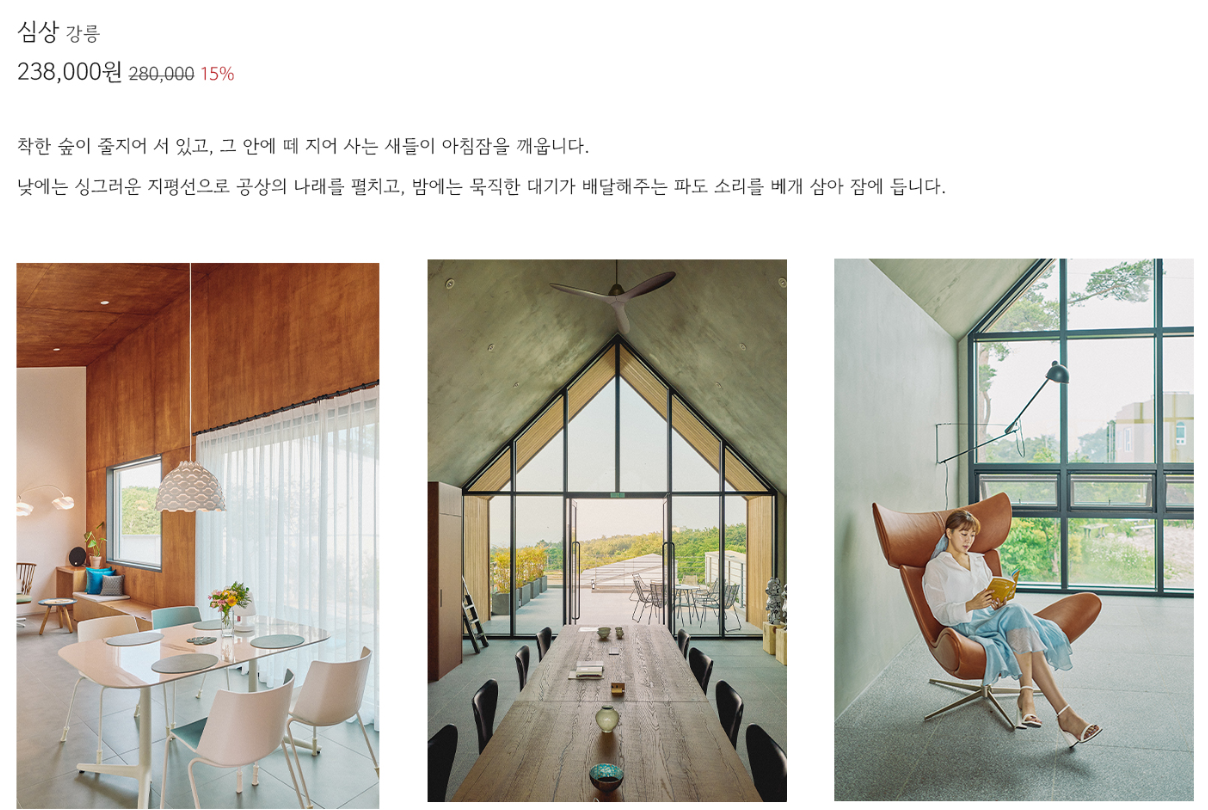 심상 강릉
238,000원 280,000 15%
착한 숲이 줄지어 서 있고, 그 안에 떼 지어 사는 새들이 아침잠을 깨웁니다.
낮에는 싱그러운 지평선으로 공상의 나래를 펼치고, 밤에는 묵직한 대기가 배달해주는 파도 소리를 베개 삼아 잠에 듭니다.